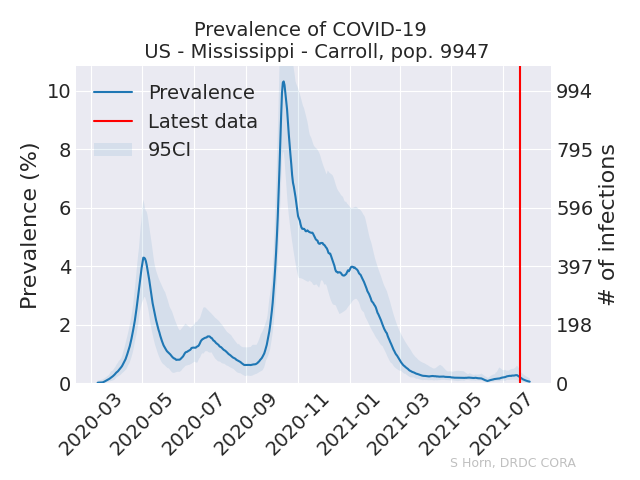 Prevalence of COVID-19
US - Mississippi - Carroll, pop. 9947
Prevalence
Latest data
95CI
Prevalence (%)
10
8
6
4
2
0
994
795
596
397
198
0
# of infections
2020-03
2020-05
2020-07
2020-09
2020-11
2021-01
2021-03
2021-05
2021-07
S Horn, DRDC CORA